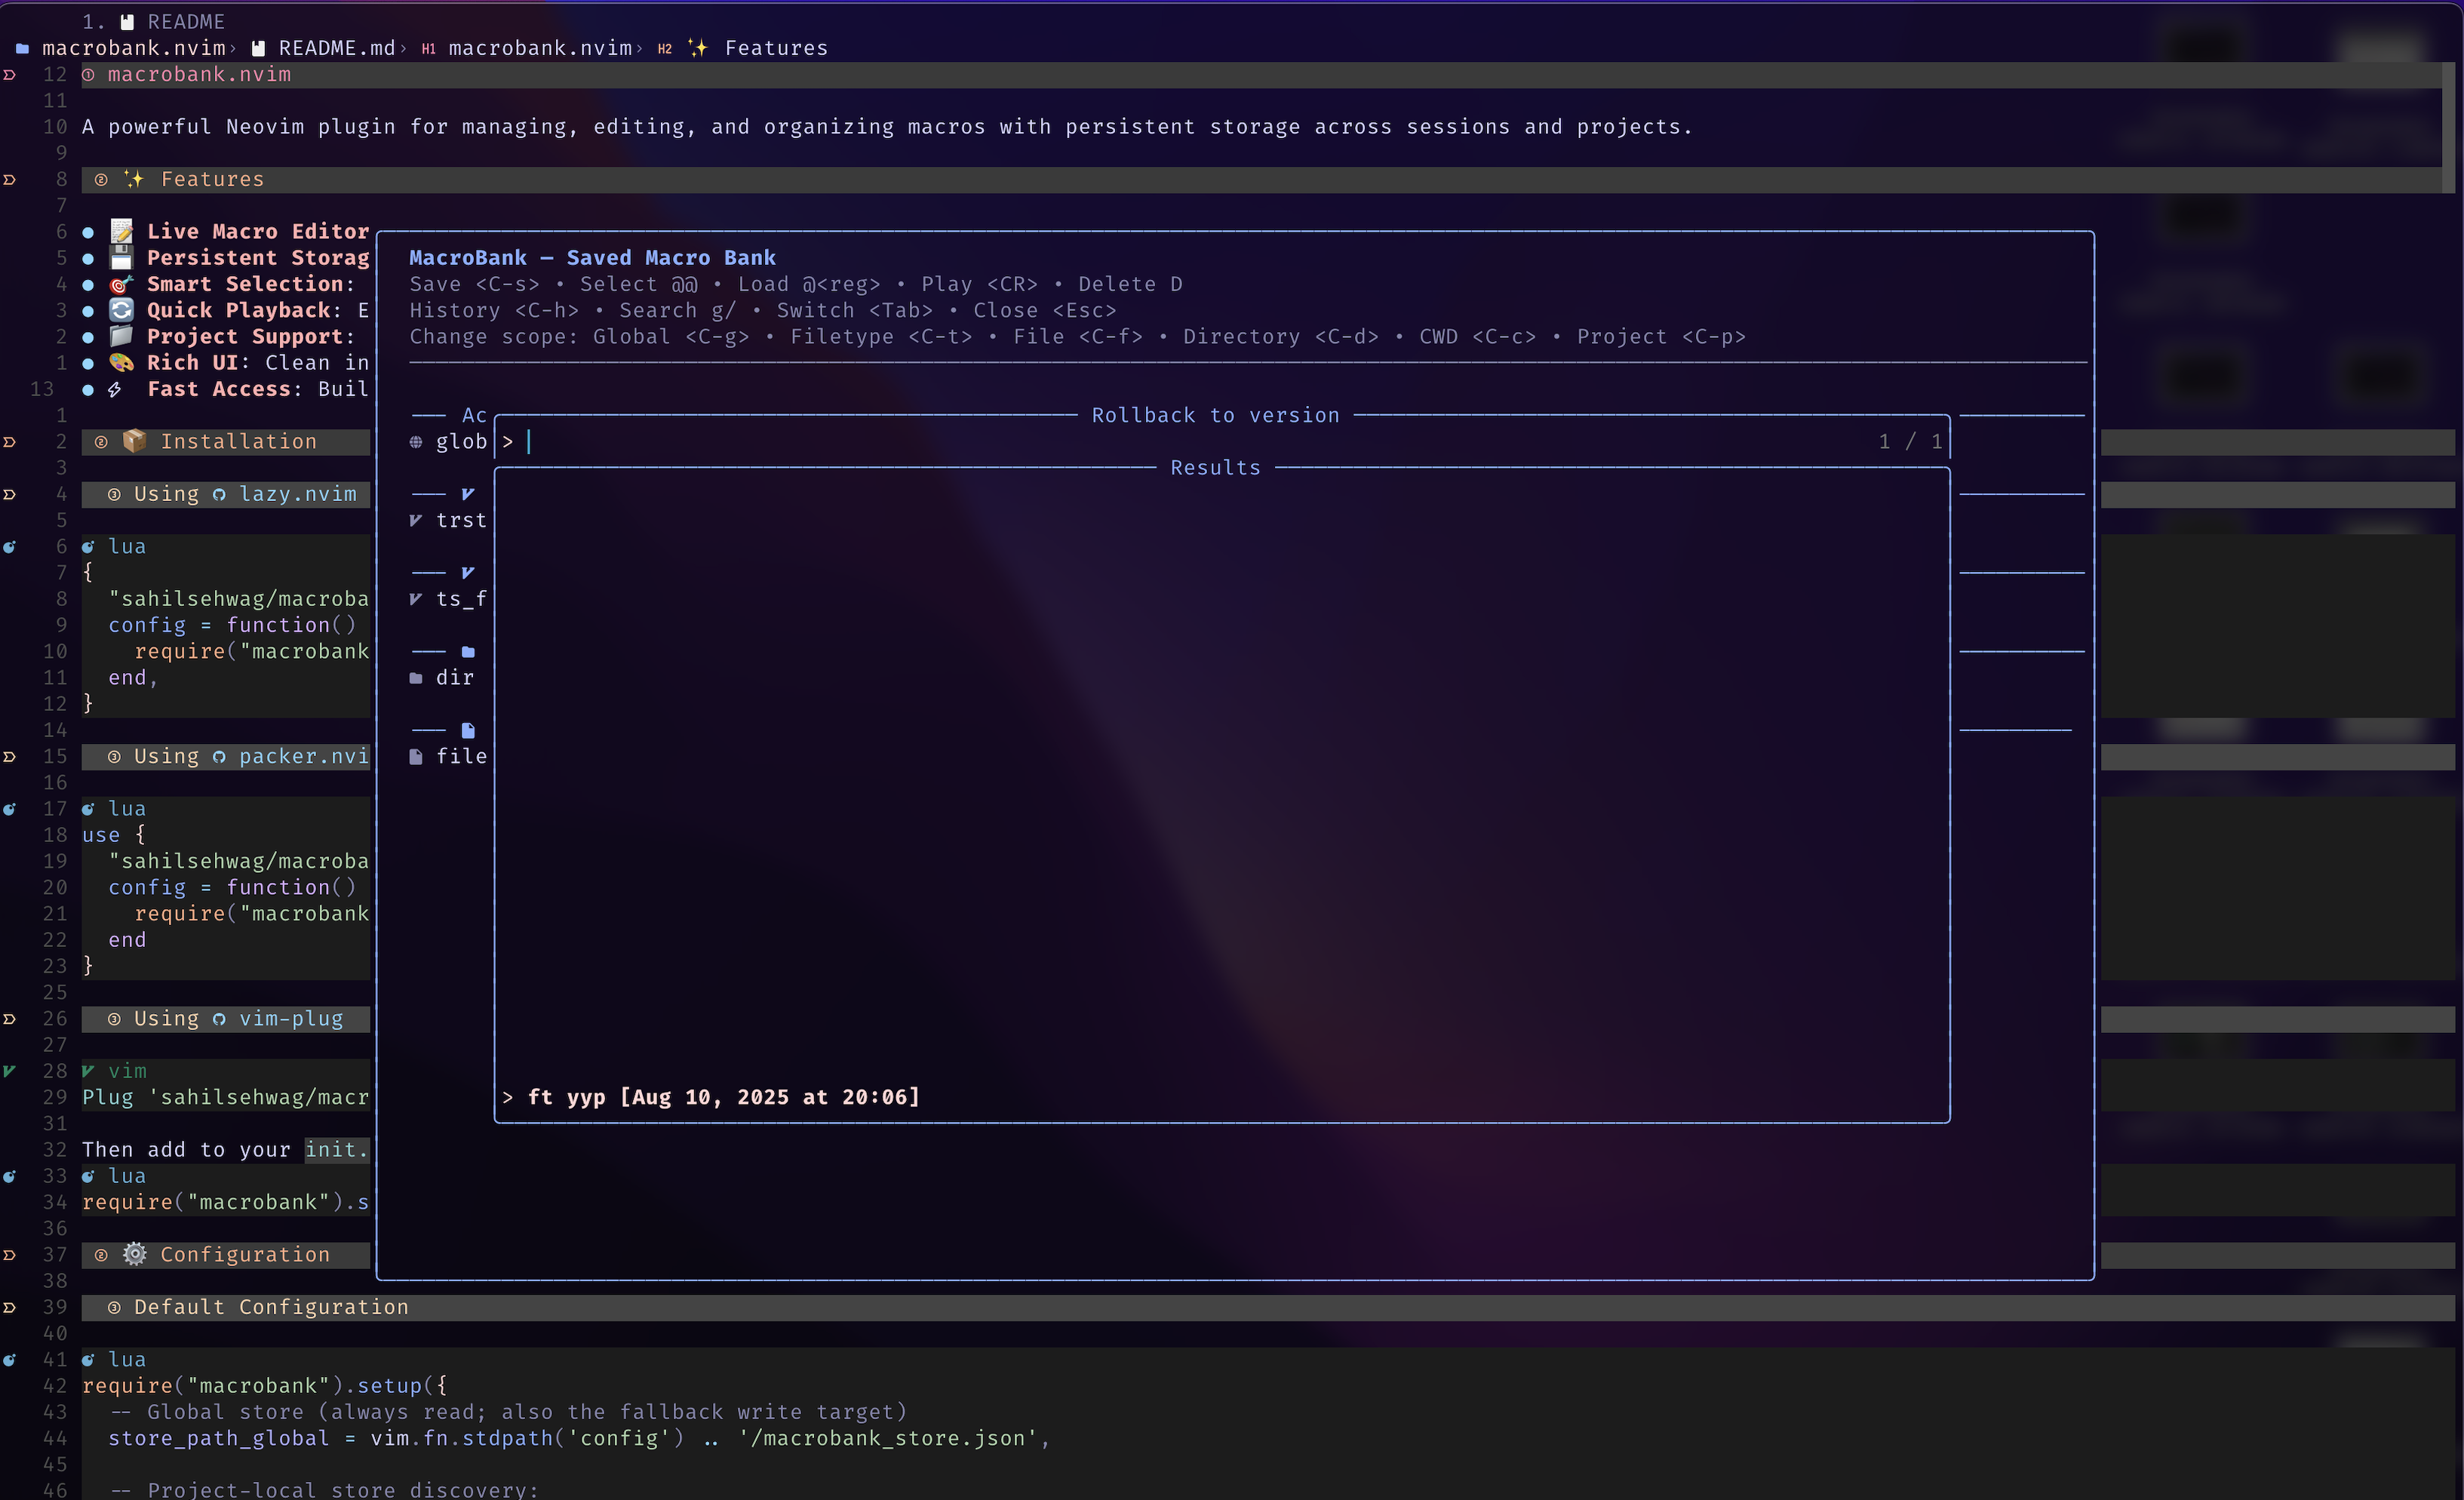 1. README
macrobank.nvim› README.md› H1 macrobank.nvim› H2 ✨ Features
12 ① macrobank.nvim
11
10 A powerful Neovim plugin for managing, editing, and organizing macros with persistent storage across sessions and projects.
9
8 ② ✨ Features
7
6 ● 📝 Live Macro Editor
5 ● 💾 Persistent Storag
MacroBank — Saved Macro Bank
4 ● 🎯 Smart Selection:
Save <C-s> • Select @@ • Load @<reg> • Play <CR> • Delete D
3 ● 🔄 Quick Playback: E
History <C-h> • Search g/ • Switch <Tab> • Close <Esc>
2 ● 📁 Project Support:
Change scope: Global <C-g> • Filetype <C-t> • File <C-f> • Directory <C-d> • CWD <C-c> • Project <C-p>
1 ● 🎨 Rich UI: Clean in
13 ● ⚡ Fast Access: Buil
1
—— Ac
Rollback to version
2 ② 📦 Installation
glob
> 1 / 1
3
Results
4 ③ Using lazy.nvim
5
trst
6 lua
7 {
8 "sahilsehwag/macroba
ts_f
9 config = function()
10 require("macrobank
11 end,
dir
12 }
14
15 ③ Using packer.nvi
file
16
17 lua
18 use {
19 "sahilsehwag/macroba
20 config = function()
21 require("macrobank
22 end
23 }
25
26 ③ Using vim-plug
27
28 vim
29 Plug 'sahilsehwag/macr
> ft yyp [Aug 10, 2025 at 20:06]
31
32 Then add to your init.
33 lua
34 require("macrobank").s
36
37 ② ⚙️ Configuration
38
39 ③ Default Configuration
40
41 lua
42 require("macrobank").setup({
43 -- Global store (always read; also the fallback write target)
44 store_path_global = vim.fn.stdpath('config') .. '/macrobank_store.json',
45
46 -- Project-local store discovery: